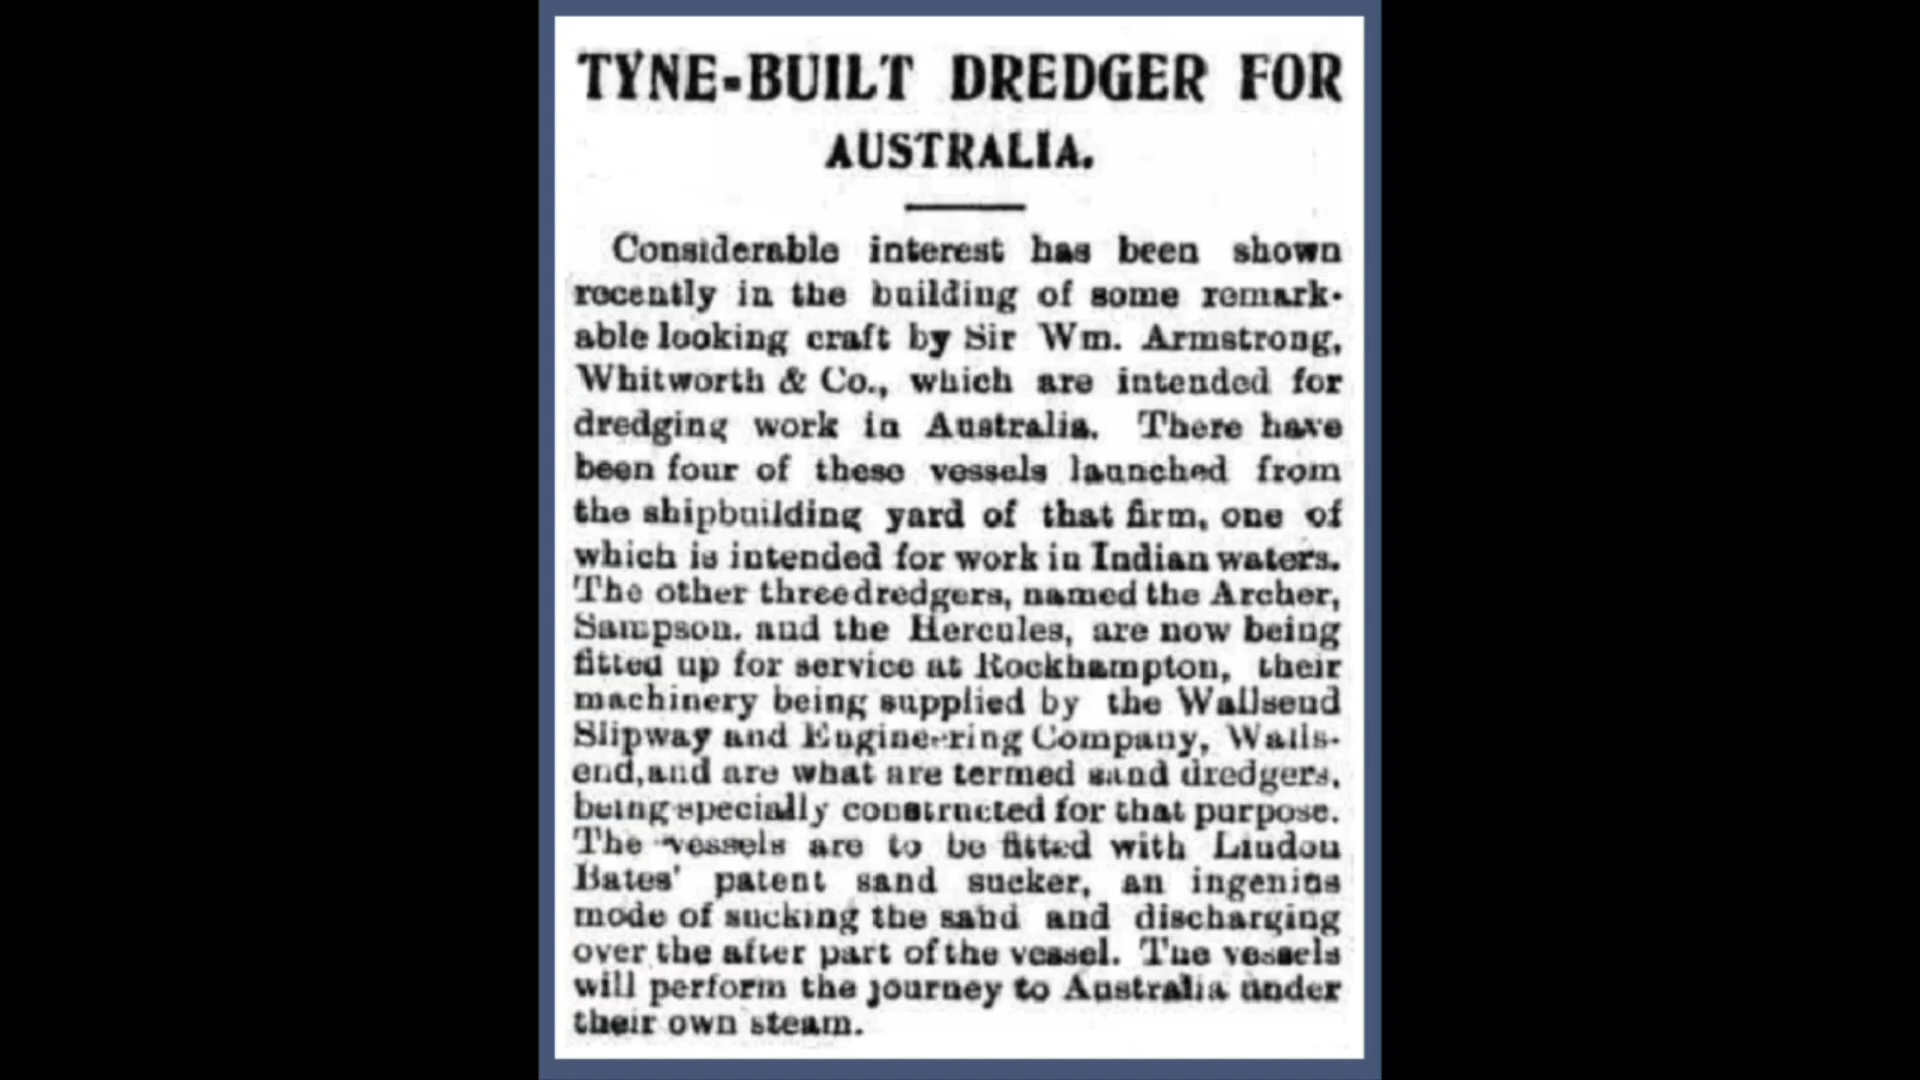 TYNE-BUILT DREDGER FOR
AUSTRALIA.
Considerable interest has been shown
recently in the building of some remark-
able looking craft by Sir Wm. Armstrong,
Whitworth & Co., which are intended for
dredging work in Australia. There have
been four of these vessels launched from
the shipbuilding yard of that firm, one of
which is intended for work in Indian waters.
The other three dredgers, named the Archer,
Sampson. and the Hercules, are now being
fitted up for service at Rockhampton, their
machinery being supplied by the Wallsend
Slipway and Engineering Company, Walls-
end, and are what are termed sand dredgers,
being specially constructed for that purpose.
The vessels are to be fitted with Lindon
Bates' patent sand sucker, an ingenius
mode of sucking the sand and discharging
over the after part of the vessel. The vessels
will perform the journey to Australia under
their own steam.